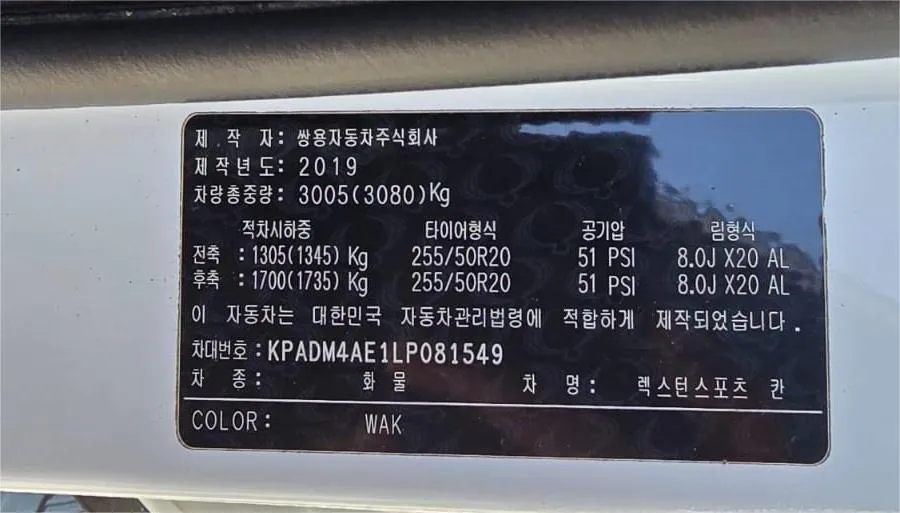 제 작 자: 쌍용자동차주식회사
제작년도: 2019
차량총중량: 3005(3080)Kg
적차시하중 타이어형식 공기압 림형식
전축 : 1305(1345) Kg 255/50R20 51 PSI 8.0J X20 AL
후축 : 1700(1735) Kg 255/50R20 51 PSI 8.0J X20 AL
이 자동차는 대한민국 자동차관리법령에 적합하게 제작되었습니다.
차대번호: KPADM4AE1LP081549
차 종: 화 물 차 명: 렉스턴스포츠 칸
COLOR: WAK